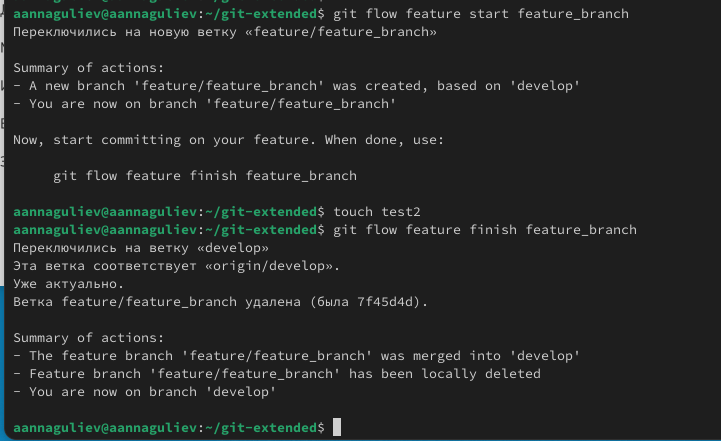 aannaguliev@aannaguliev:~/git-extended$ git flow feature start feature_branch
Переключились на новую ветку «feature/feature_branch»
Summary of actions:
- A new branch 'feature/feature_branch' was created, based on 'develop'
- You are now on branch 'feature/feature_branch'
Now, start committing on your feature. When done, use:
git flow feature finish feature_branch
aannaguliev@aannaguliev:~/git-extended$ touch test2
aannaguliev@aannaguliev:~/git-extended$ git flow feature finish feature_branch
Переключились на ветку «develop»
Эта ветка соответствует «origin/develop».
Уже актуально.
Ветка feature/feature_branch удалена (была 7f45d4d).
Summary of actions:
- The feature branch 'feature/feature_branch' was merged into 'develop'
- Feature branch 'feature/feature_branch' has been locally deleted
- You are now on branch 'develop'
aannaguliev@aannaguliev:~/git-extended$